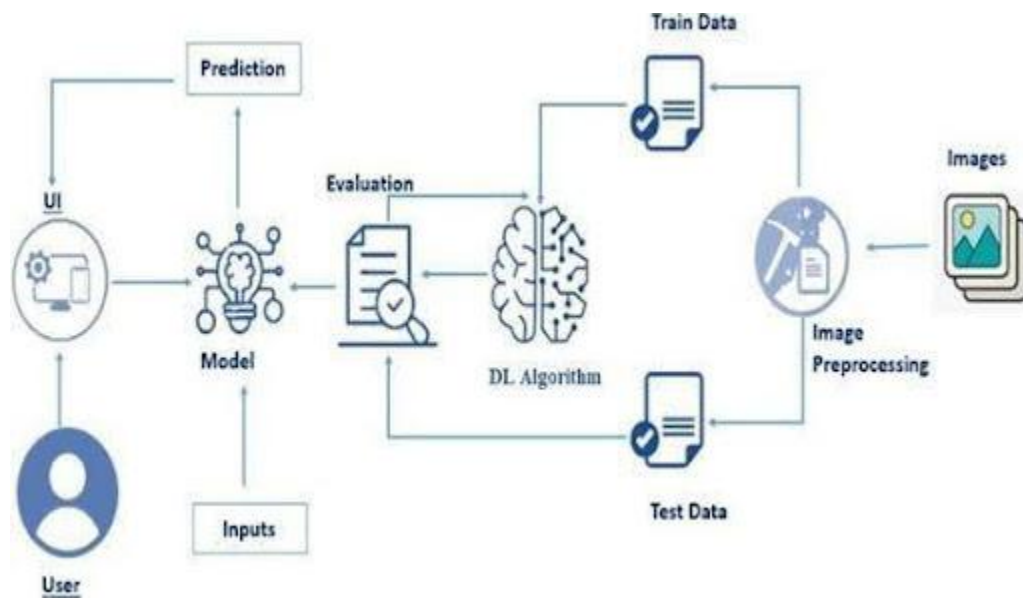 Train Data
Prediction
Images
Evaluation
UI
Image
Preprocessing
Model
DL Algorithm
Test Data
Inputs
User